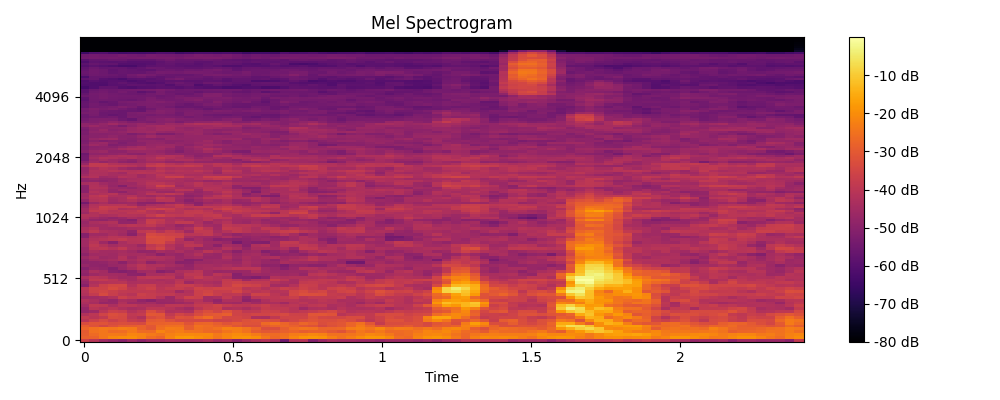 Mel Spectrogram
Hz
4096
2048
1024
512
0
0 0.5 1 1.5 2
Time
-10 dB
-20 dB
-30 dB
-40 dB
-50 dB
-60 dB
-70 dB
-80 dB